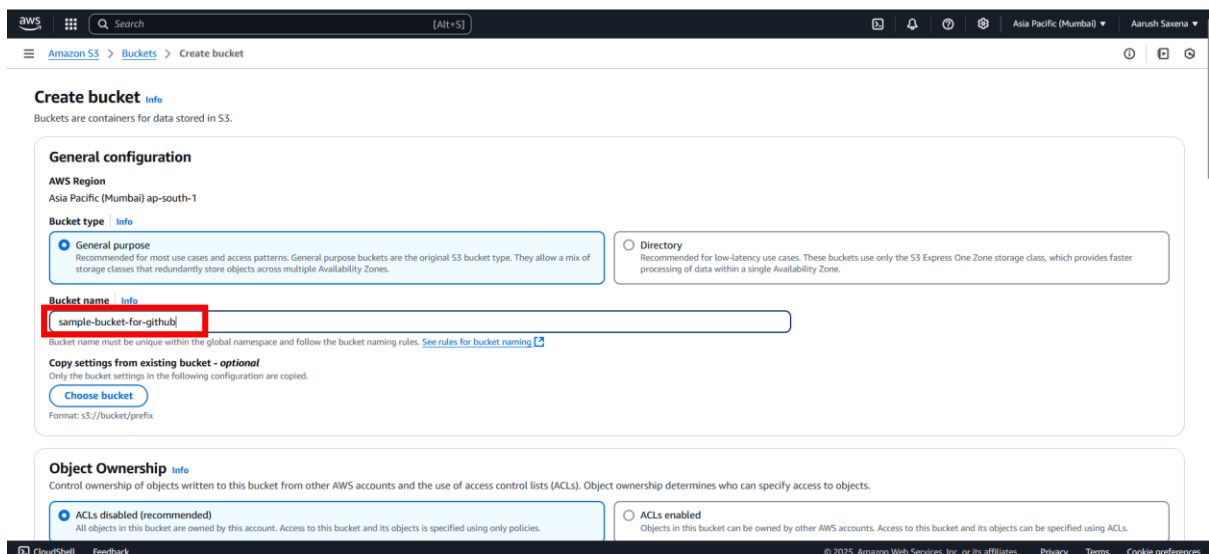 aws Search [Alt+S] Asia Pacific (Mumbai) ▼ Aarush Saxena ▼
Amazon S3 > Buckets > Create bucket
Create bucket Info
Buckets are containers for data stored in S3.
General configuration
AWS Region
Asia Pacific (Mumbai) ap-south-1
Bucket type Info
General purpose
Recommended for most use cases and access patterns. General purpose buckets are the original S3 bucket type. They allow a mix of
storage classes that redundantly store objects across multiple Availability Zones.
Directory
Recommended for low-latency use cases. These buckets use only the S3 Express One Zone storage class, which provides faster
processing of data within a single Availability Zone.
Bucket name Info
sample-bucket-for-github
Bucket name must be unique within the global namespace and follow the bucket naming rules. See rules for bucket naming
Copy settings from existing bucket - optional
Only the bucket settings in the following configuration are copied.
Choose bucket
Format: s3://bucket/prefix
Object Ownership Info
Control ownership of objects written to this bucket from other AWS accounts and the use of access control lists (ACLs). Object ownership determines who can specify access to objects.
ACLs disabled (recommended)
All objects in this bucket are owned by this account. Access to this bucket and its objects is specified using only policies.
ACLs enabled
Objects in this bucket can be owned by other AWS accounts. Access to this bucket and its objects can be specified using ACLs.
CloudShell Feedback © 2025, Amazon Web Services, Inc. or its affiliates. Privacy Terms Cookie preferences